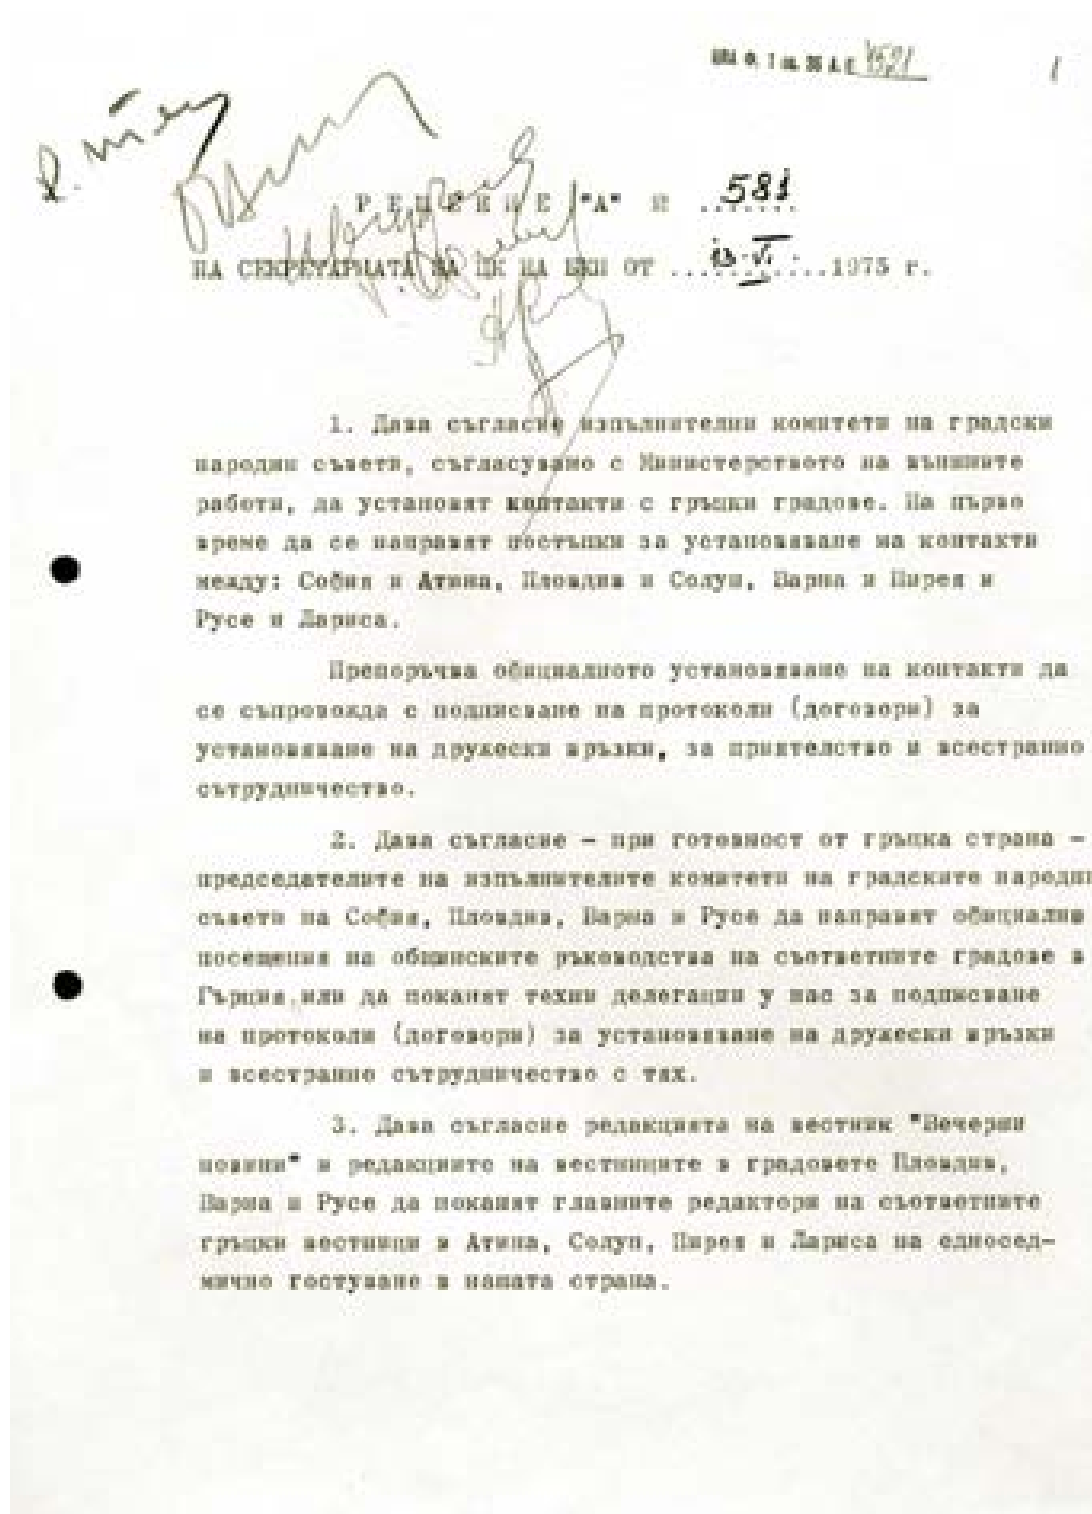 1
РЕШЕНИЕ "А" №
НА СЕКРЕТАРИАТА НА ЦК НА БКП ОТ ............1975 г.
1. Дава съгласие изпълнителни комитети на градски
народни съвети, съгласувано с Министерството на външните
работи, да установят контакти с гръцки градове. На първо
време да се направят постъпки за установяване на контакти
между: София и Атина, Пловдив и Солун, Варна и Пирея и
Русе и Лариса.
Препоръчва официалното установяване на контакти да
се съпровожда с подписване на протоколи (договори) за
установяване на дружески връзки, за приятелство и всестранно
сътрудничество.
2. Дава съгласие - при готовност от гръцка страна -
председателите на изпълнителите комитети на градските народни
съвети на София, Пловдив, Варна и Русе да направят официални
посещения на общинските ръководства на съответните градове в
Гърция,или да поканят техни делегации у нас за подписване
на протоколи (договори) за установяване на дружески връзки
и всестранно сътрудничество с тях.
3. Дава съгласие редакцията на вестник "Вечерни
новини" и редакциите на вестниците в градовете Пловдив,
Варна и Русе да поканят главните редактори на съответните
гръцки вестници в Атина, Солун, Пирея и Лариса на едносед-
мично гостуване в нашата страна.